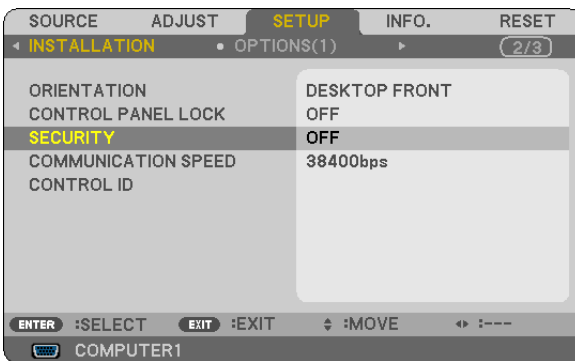 SOURCE ADJUST SETUP INFO. RESET
INSTALLATION OPTIONS(1) 2/3
ORIENTATION DESKTOP FRONT
CONTROL PANEL LOCK OFF
SECURITY OFF
COMMUNICATION SPEED 38400bps
CONTROL ID
ENTER :SELECT EXIT :EXIT :MOVE :---
COMPUTER1